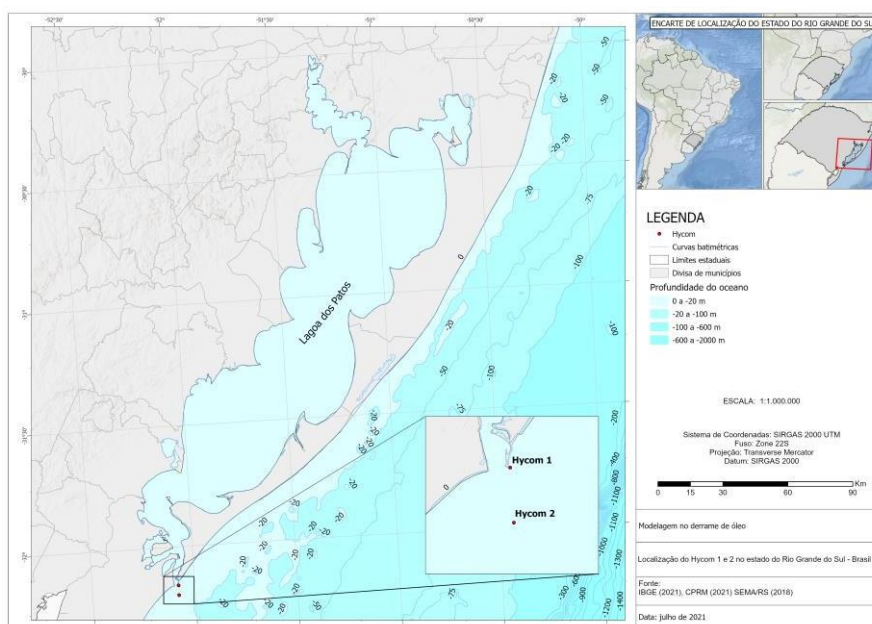 ENCARTE DE LOCALIZAÇÃO DO ESTADO DO RIO GRANDE DO SU
-52°30'
-52°
-51°30'
-51°
-50°30'
-50°
-30°
-30°30'
-31°
-31°30'
-32°
Lagoa dos Patos
0
-20
-50
-75
-100
-200
-400
-800
-1100
-1000
-1300
-600
-300
-900
-1200
-1400
Hycom 1
Hycom 2
0
LEGENDA
Hycom
Curvas batimétricas
Limites estaduais
Divisa de municípios
Profundidade do oceano
0 a -20 m
-20 a -100 m
-100 a -600 m
-600 a -2000 m
ESCALA: 1:1.000.000
Sistema de Coordenadas: SIRGAS 2000 UTM
Fuso: Zone 22S
Projeção: Transverse Mercator
Datum: SIRGAS 2000
0 15 30 60 90 Km
Modelagem no derrame de óleo
Localização do Hycom 1 e 2 no estado do Rio Grande do Sul - Brasil
Fonte:
IBGE (2021), CPRM (2021) SEMA/RS (2018)
Data: julho de 2021